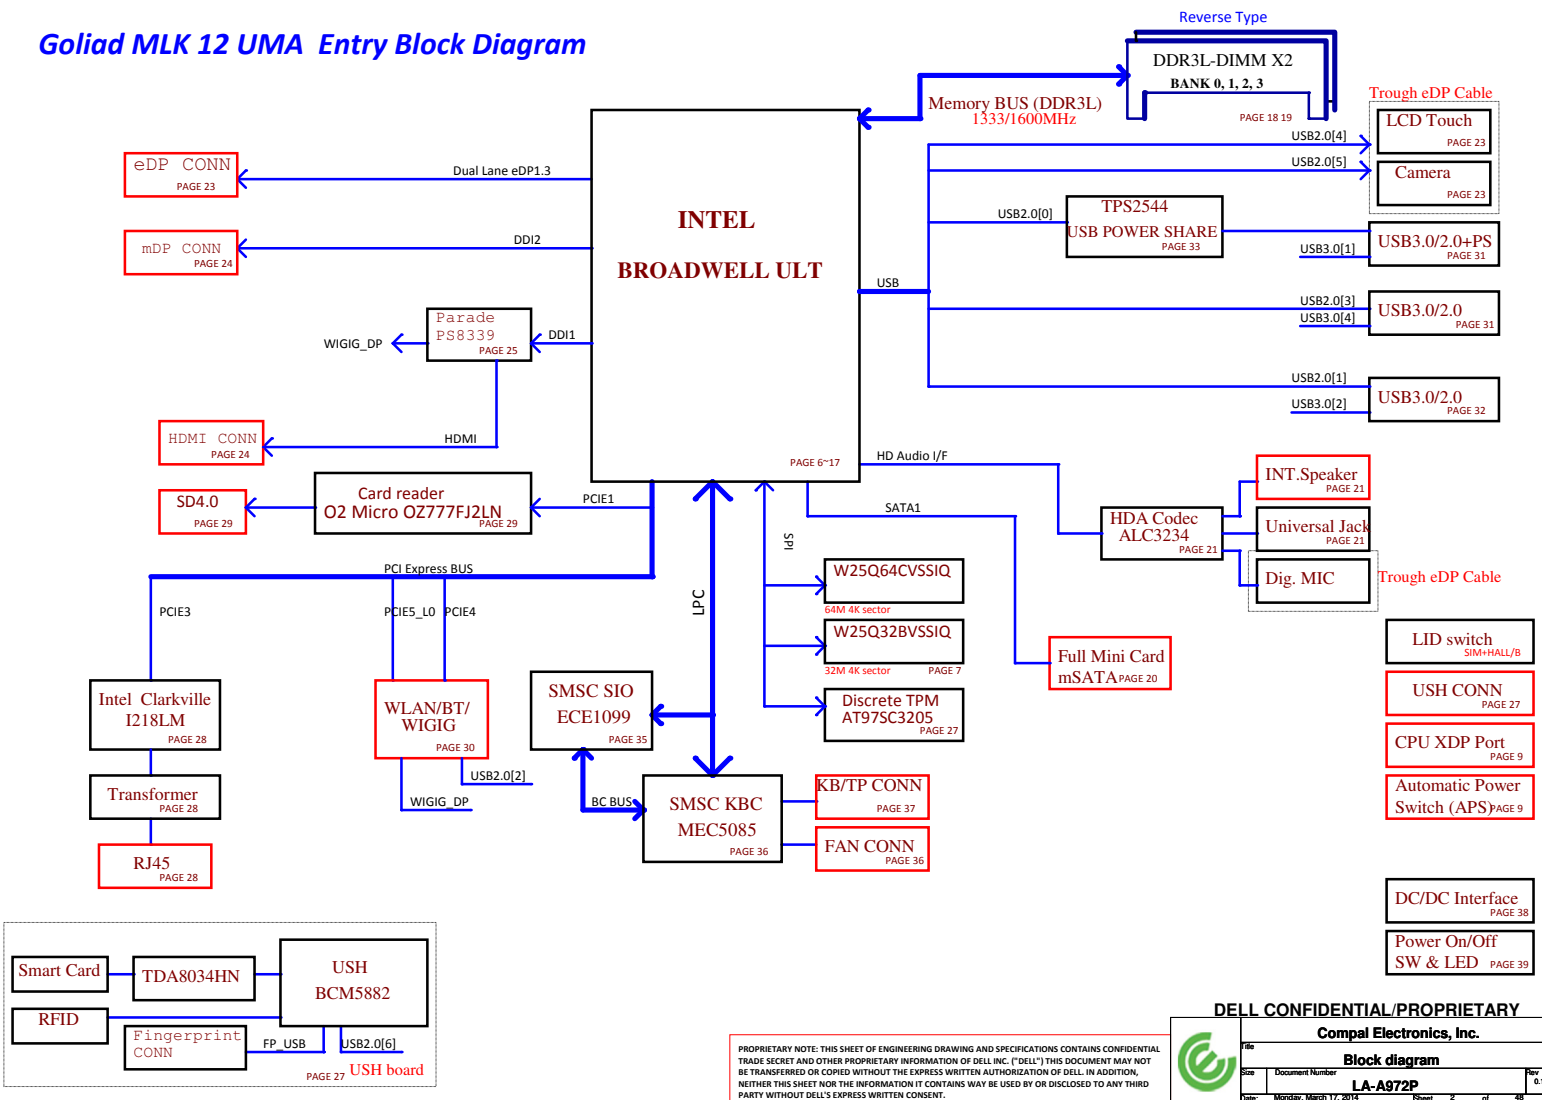 Goliad MLK 12 UMA  Entry Block Diagram
Reverse Type
DDR3L-DIMM X2
BANK 0, 1, 2, 3
PAGE 18 19
Memory BUS (DDR3L)
1333/1600MHz
Trough eDP Cable
LCD Touch
PAGE 23
Camera
PAGE 23
USB2.0[4]
USB2.0[5]
eDP CONN
PAGE 23
Dual Lane eDP1.3
INTEL
BROADWELL ULT
PAGE 6~17
USB2.0[0]
TPS2544
USB POWER SHARE
PAGE 33
USB3.0/2.0+PS
PAGE 31
USB3.0[1]
mDP CONN
PAGE 24
DDI2
USB
USB2.0[3]
USB3.0[4]
USB3.0/2.0
PAGE 31
Parade
PS8339
PAGE 25
WIGIG_DP
DDI1
USB2.0[1]
USB3.0[2]
USB3.0/2.0
PAGE 32
HDMI CONN
PAGE 24
HDMI
HD Audio I/F
SD4.0
PAGE 29
Card reader
O2 Micro OZ777FJ2LN
PAGE 29
PCIE1
SATA1
SPI
LPC
HDA Codec
ALC3234
PAGE 21
INT.Speaker
PAGE 21
Universal Jack
PAGE 21
Dig. MIC
Trough eDP Cable
PCI Express BUS
PCIE3
PCIE5_L0
PCIE4
W25Q64CVSSIQ
64M 4K sector
W25Q32BVSSIQ
32M 4K sector
PAGE 7
Discrete TPM
AT97SC3205
PAGE 27
Full Mini Card
mSATA
PAGE 20
LID switch
SIM+HALL/B
USH CONN
PAGE 27
CPU XDP Port
PAGE 9
Automatic Power
Switch (APS)
PAGE 9
Intel  Clarkville
I218LM
PAGE 28
WLAN/BT/
WIGIG
PAGE 30
SMSC SIO
ECE1099
PAGE 35
USB2.0[2]
WIGIG_DP
BC BUS
SMSC KBC
MEC5085
PAGE 36
KB/TP CONN
PAGE 37
FAN CONN
PAGE 36
Transformer
PAGE 28
RJ45
PAGE 28
DC/DC Interface
PAGE 38
Power On/Off
SW & LED
PAGE 39
Smart Card
TDA8034HN
USH
BCM5882
RFID
Fingerprint
CONN
FP_USB
USB2.0[6]
PAGE 27
USH board
PROPRIETARY NOTE: THIS SHEET OF ENGINEERING DRAWING AND SPECIFICATIONS CONTAINS CONFIDENTIAL
TRADE SECRET AND OTHER PROPRIETARY INFORMATION OF DELL INC. ("DELL") THIS DOCUMENT MAY NOT
BE TRANSFERRED OR COPIED WITHOUT THE EXPRESS WRITTEN AUTHORIZATION OF DELL. IN ADDITION,
NEITHER THIS SHEET NOR THE INFORMATION IT CONTAINS WAY BE USED BY OR DISCLOSED TO ANY THIRD
PARTY WITHOUT DELL'S EXPRESS WRITTEN CONSENT.
DELL CONFIDENTIAL/PROPRIETARY
Compal Electronics, Inc.
Title
Block diagram
Size
Document Number
Rev
LA-A972P
Date:
Monday, March 17, 2014
Sheet
2
of
48